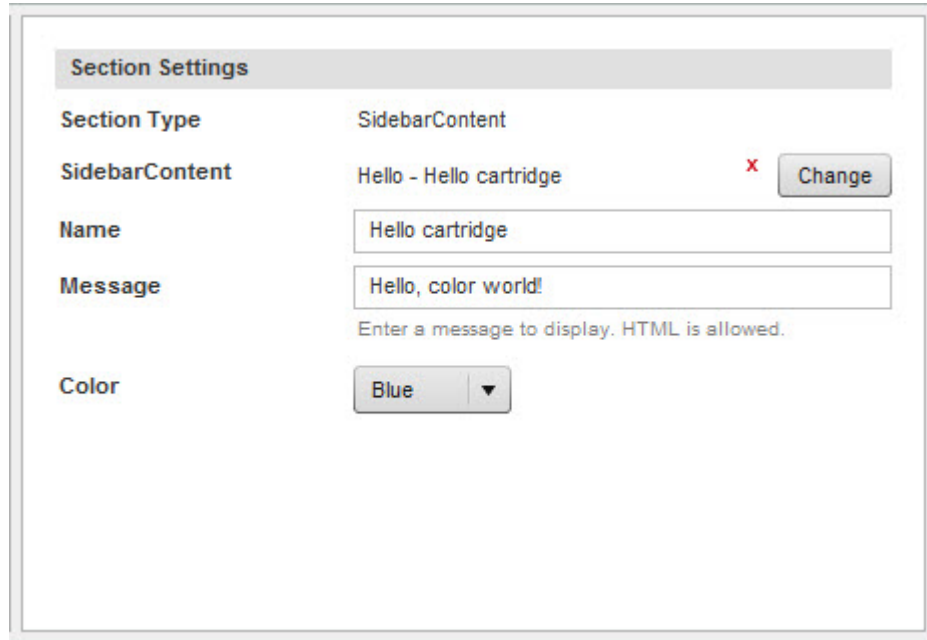 Section Settings
Section Type SidebarContent
SidebarContent Hello - Hello cartridge x Change
Name Hello cartridge
Message Hello, color world!
Enter a message to display. HTML is allowed.
Color Blue